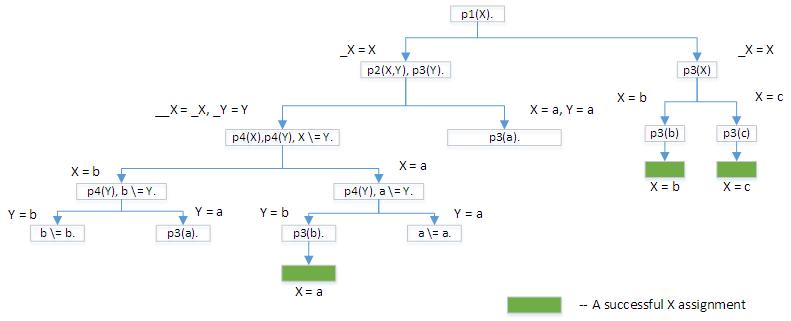 p1(X).
_X = X
_X = X
p2(X,Y), p3(Y).
p3(X)
X = b
X = c
__X = _X, _Y = Y
X = a, Y = a
p4(X),p4(Y), X \= Y.
p3(a).
p3(b)
p3(c)
X = b
X = a
X = b
X = c
p4(Y), b \= Y.
p4(Y), a \= Y.
Y = b
Y = a
Y = b
Y = a
b \= b.
p3(a).
p3(b).
a \= a.
X = a
-- A successful X assignment